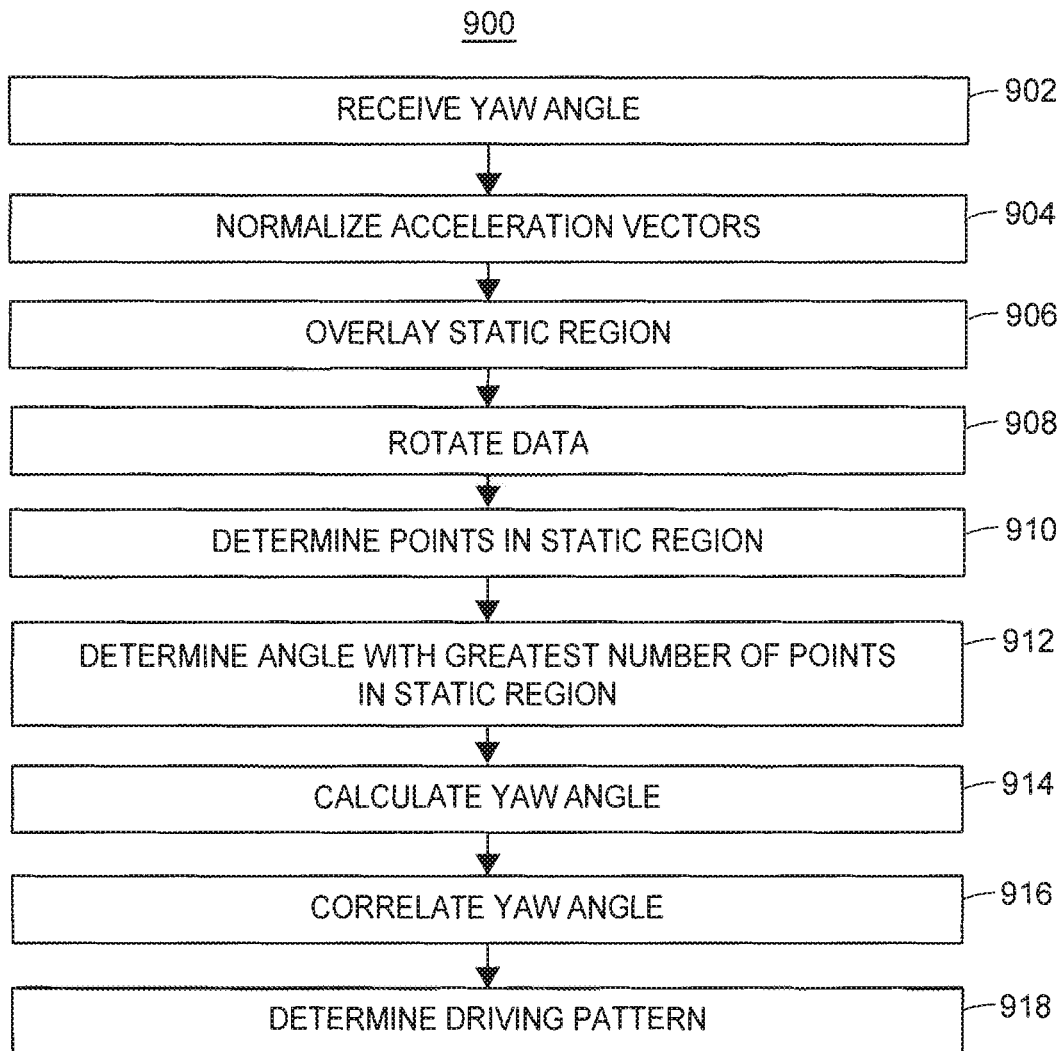 900
RECEIVE YAW ANGLE
902
NORMALIZE ACCELERATION VECTORS
904
OVERLAY STATIC REGION
906
ROTATE DATA
908
DETERMINE POINTS IN STATIC REGION
910
DETERMINE ANGLE WITH GREATEST NUMBER OF POINTS
IN STATIC REGION
912
CALCULATE YAW ANGLE
914
CORRELATE YAW ANGLE
916
DETERMINE DRIVING PATTERN
918